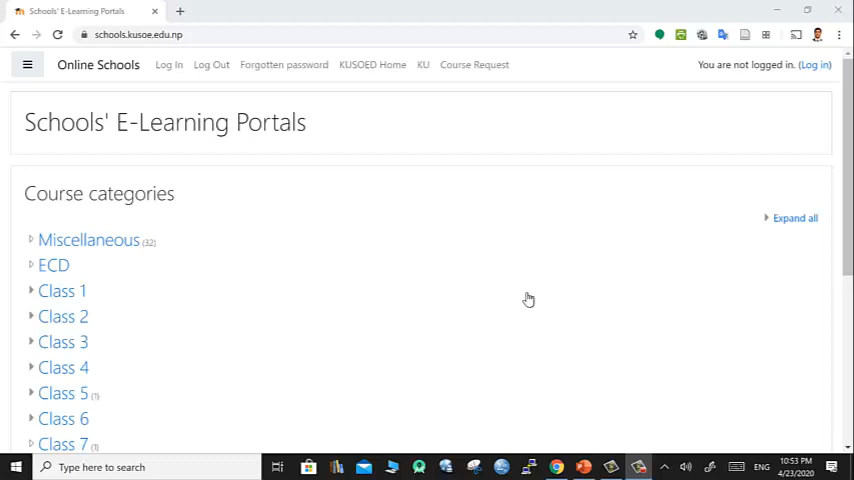 Schools' E-Learning Portals
schools.kusoe.edu.np
Online Schools Log In Log Out Forgotten password KUSOED Home KU Course Request You are not logged in. (Log in)
Schools' E-Learning Portals
Course categories
Expand all
Miscellaneous (32)
ECD
Class 1
Class 2
Class 3
Class 4
Class 5 (1)
Class 6
Class 7 (1)
Type here to search
ENG
10:53 PM
4/23/2020